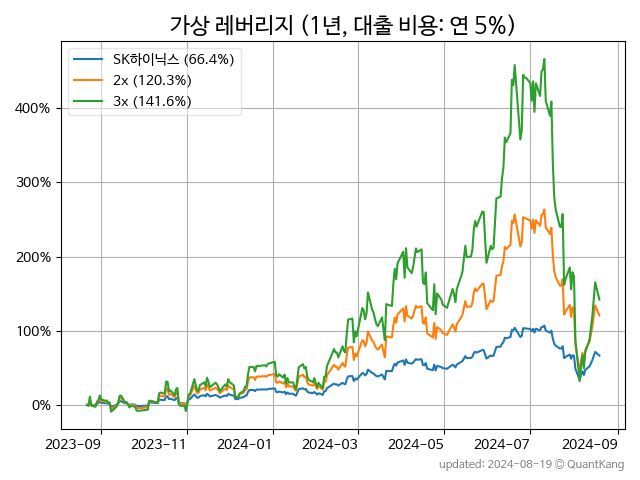 가상 레버리지 (1년, 대출 비용: 연 5%)
SK하이닉스 (66.4%)
2x (120.3%)
3x (141.6%)
400%
300%
200%
100%
0%
2023-09 2023-11 2024-01 2024-03 2024-05 2024-07 2024-09
updated: 2024-08-19 © QuantKang